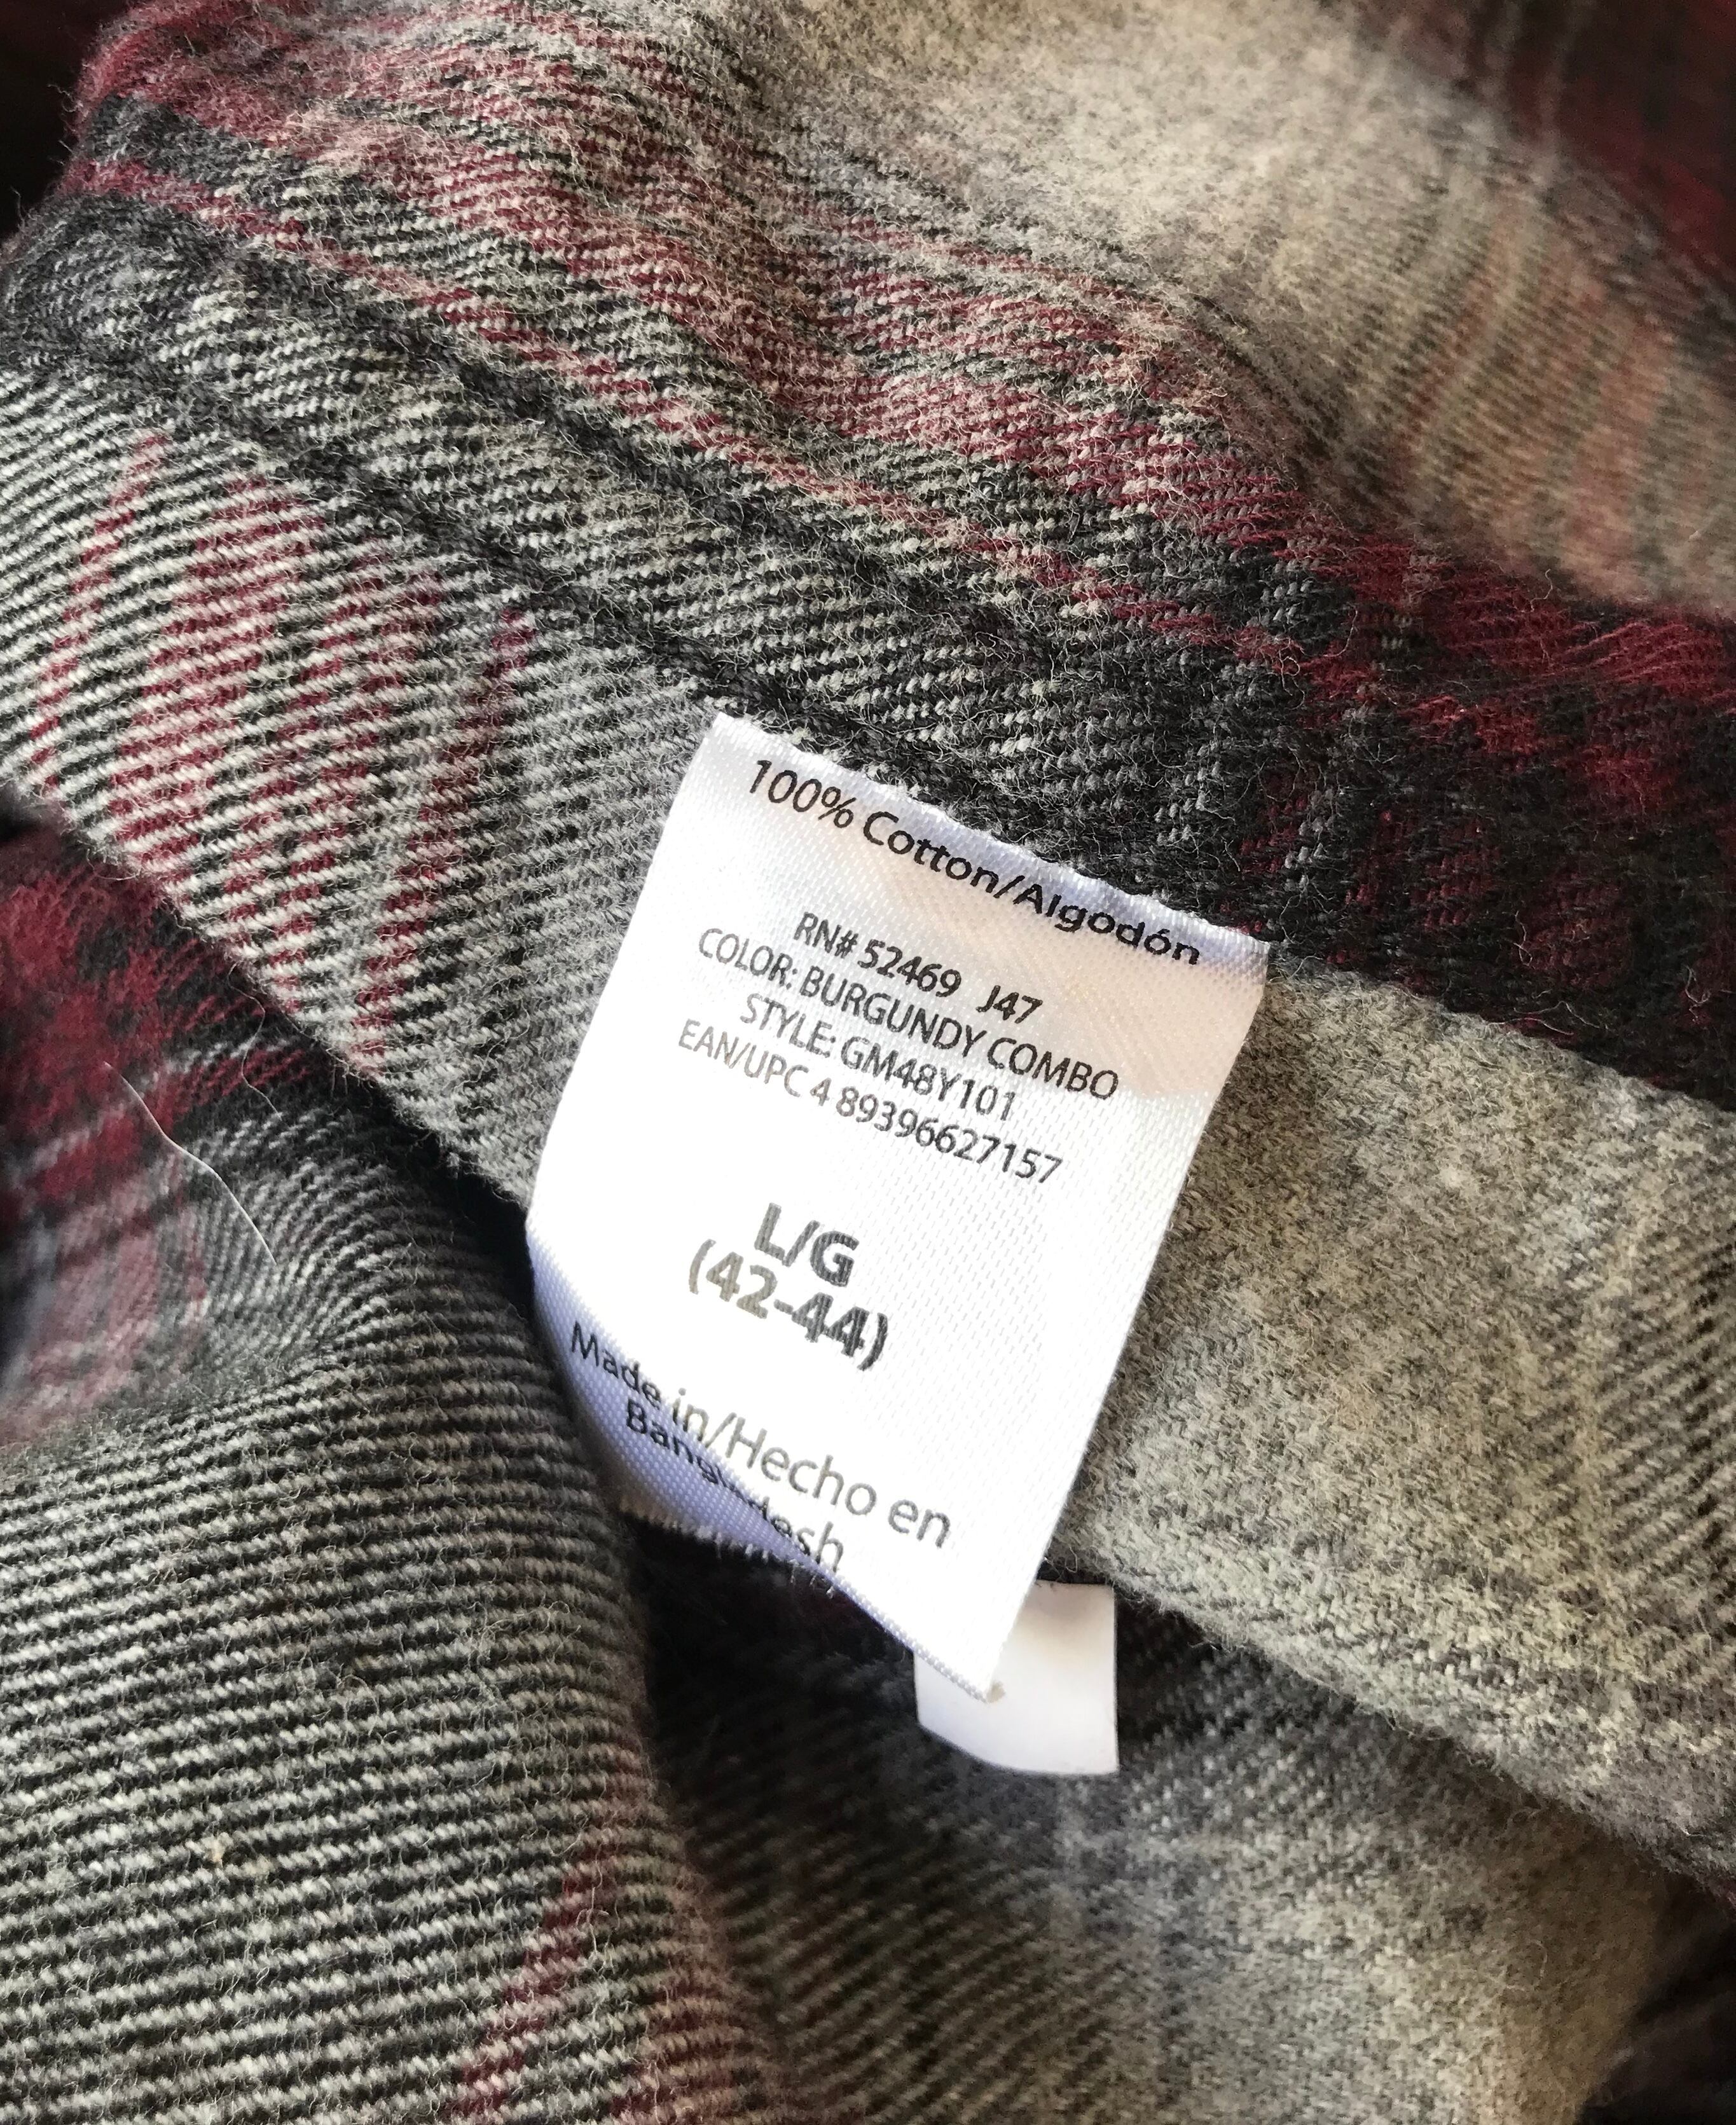 100% Cotton/Algodón
RN# 52469 J47
COLOR: BURGUNDY COMBO
STYLE: GM48Y101
EAN/UPC 4 89396627157
L/G
(42-44)
Made in/Hecho en
Bangladesh